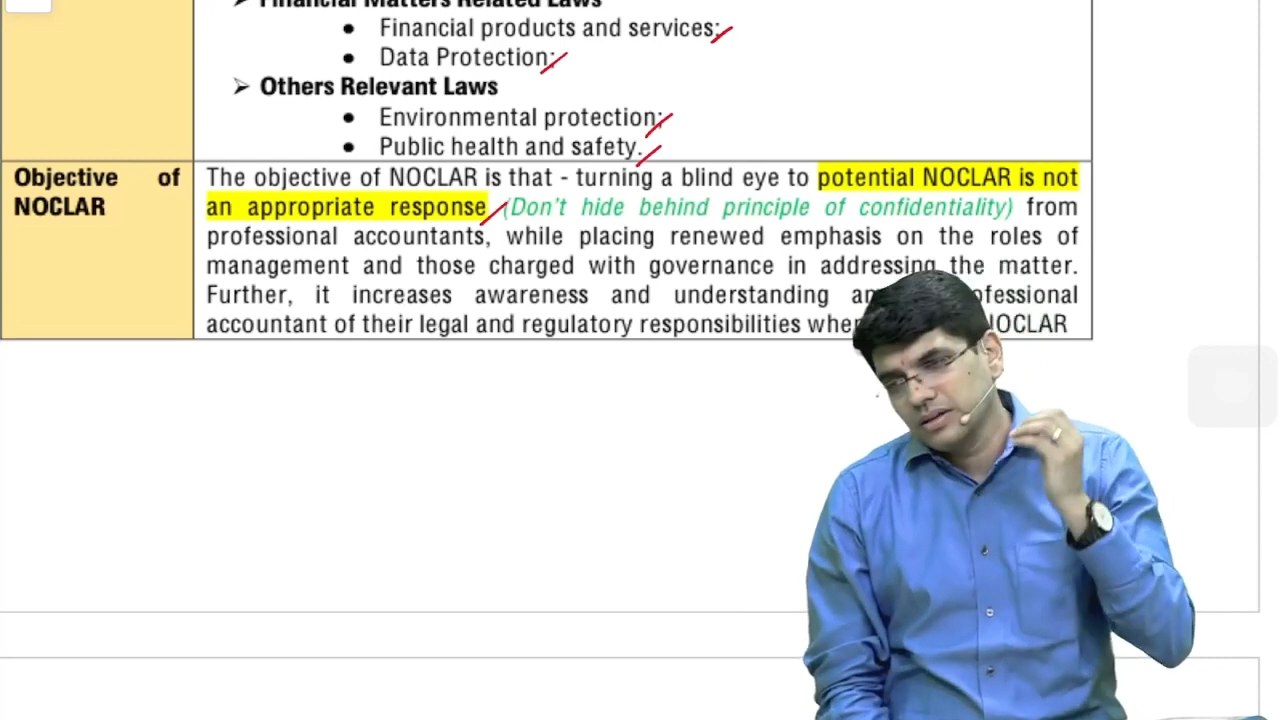 Financial Matters Related Laws
Financial products and services;
Data Protection;
Others Relevant Laws
Environmental protection;
Public health and safety.
Objective of
NOCLAR
The objective of NOCLAR is that - turning a blind eye to potential NOCLAR is not
an appropriate response (Don't hide behind principle of confidentiality) from
professional accountants, while placing renewed emphasis on the roles of
management and those charged with governance in addressing the matter.
Further, it increases awareness and understanding
accountant of their legal and regulatory responsibilities NOCLAR